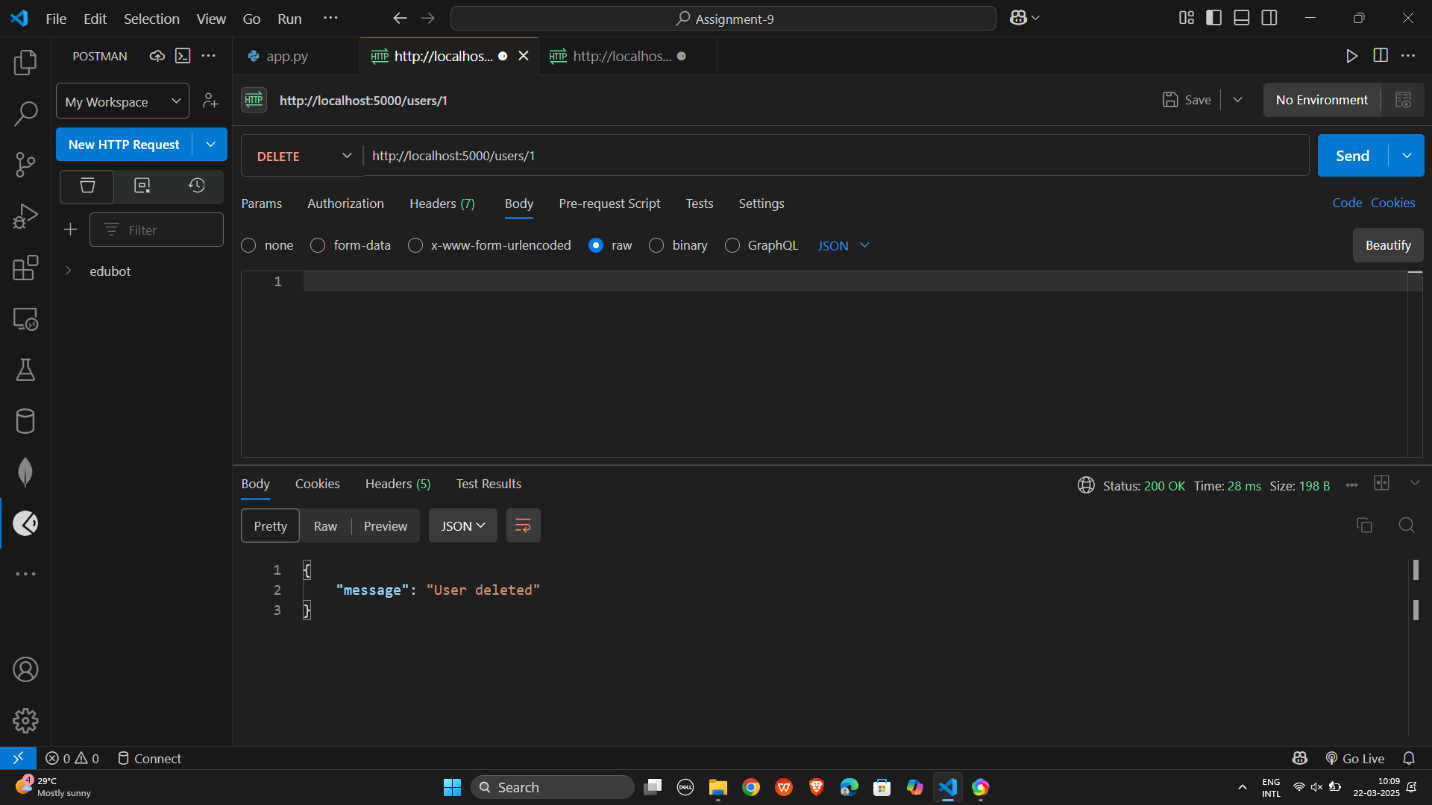 File Edit Selection View Go Run ··· Assignment-9
POSTMAN
app.py http://localhos... http://localhos...
My Workspace
HTTP http://localhost:5000/users/1 Save No Environment
New HTTP Request
DELETE http://localhost:5000/users/1 Send
Params Authorization Headers (7) Body Pre-request Script Tests Settings Code Cookies
Filter
none form-data x-www-form-urlencoded raw binary GraphQL JSON Beautify
edubot
1
Body Cookies Headers (5) Test Results Status: 200 OK Time: 28 ms Size: 198 B
Pretty Raw Preview JSON
1 {
2 "message": "User deleted"
3 }
0 0 Connect Go Live
4 29°C
Mostly sunny
Search
DELL
ENG
INTL
10:09
22-03-2025